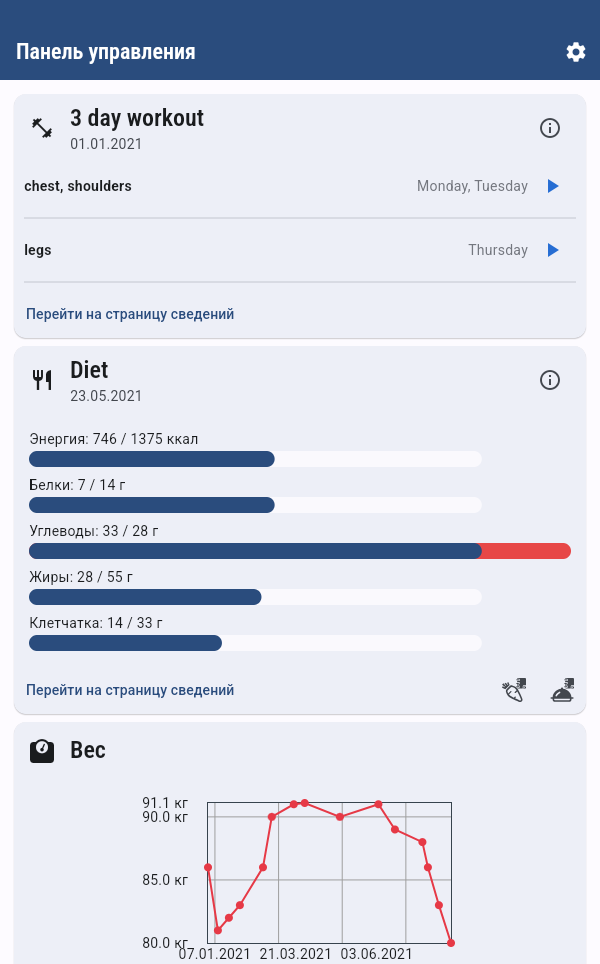 Панель управления
3 day workout
01.01.2021
chest, shoulders Monday, Tuesday
legs Thursday
Перейти на страницу сведений
Diet
23.05.2021
Энергия: 746 / 1375 ккал
Белки: 7 / 14 г
Углеводы: 33 / 28 г
Жиры: 28 / 55 г
Клетчатка: 14 / 33 г
Перейти на страницу сведений
Вес
91.1 кг
90.0 кг
85.0 кг
80.0 кг
07.01.2021 21.03.2021 03.06.2021